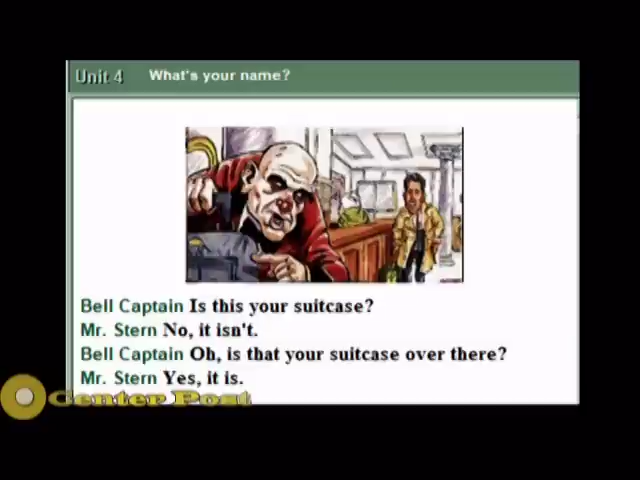 Unit 4 What's your name?
Bell Captain Is this your suitcase?
Mr. Stern No, it isn't.
Bell Captain Oh, is that your suitcase over there?
Mr. Stern Yes, it is.
Center Post